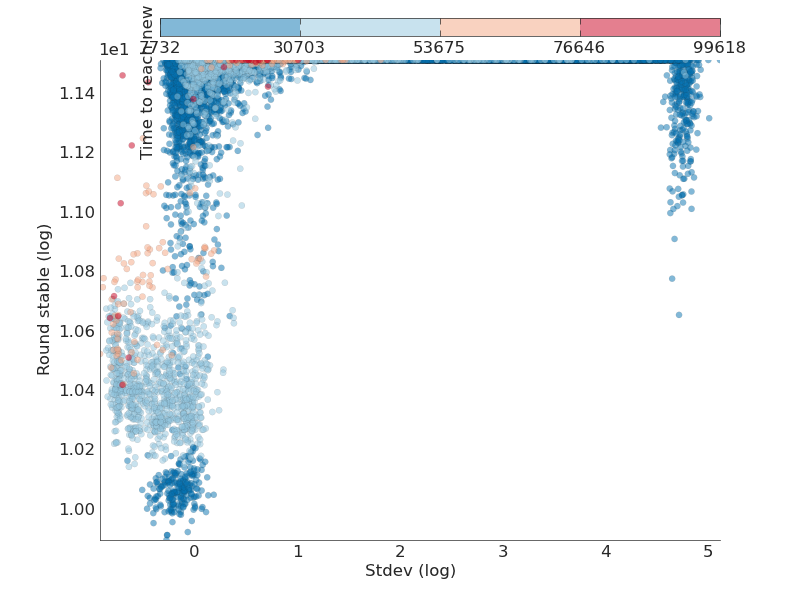 7732 30703 53675 76646 99618
Time to reach new
1e1
1.14
1.12
1.10
1.08
1.06
1.04
1.02
1.00
Round stable (log)
0 1 2 3 4 5
Stdev (log)